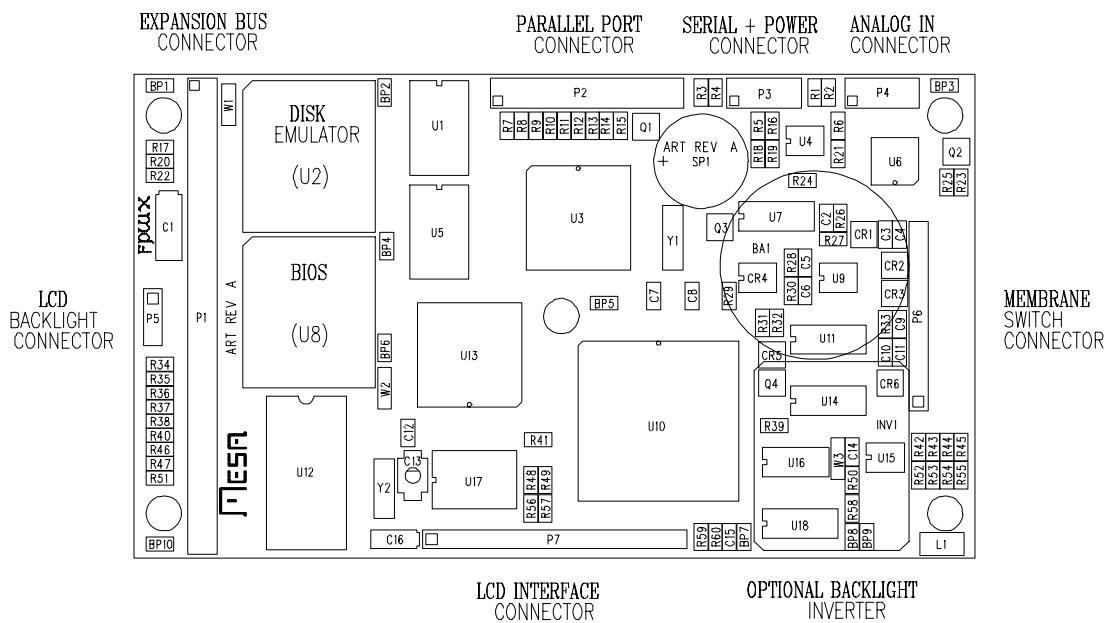 EXPANSION BUS
CONNECTOR
PARALLEL PORT
CONNECTOR
SERIAL + POWER
CONNECTOR
ANALOG IN
CONNECTOR
BP1
W1
DISK
EMULATOR
(U2)
BP2
U1
P2
R3
R4
P3
R1
R2
P4
BP3
R7
R8
R9
R10
R11
R12
R13
R14
R15
Q1
R5
R16
R18
R19
U4
R6
R21
U6
Q2
R25
R23
ART REV A
+
SP1
R17
R20
R22
C1
fpwx
U5
U3
Y1
Q3
R24
U7
C2
R26
R27
CR1
C3
C4
BA1
BP4
BIOS
(U8)
ART REV A
P1
P5
CR4
R28
C5
R30
C6
U9
CR2
CR3
P6
C7
C8
R29
BP5
R31
R32
U11
R33
C9
C10
C11
LCD
BACKLIGHT
CONNECTOR
MEMBRANE
SWITCH
CONNECTOR
U13
BP6
W2
CR5
Q4
U14
CR6
R34
R35
R36
R37
R38
R40
R46
R47
R51
U12
MESA
C12
C13
Y2
U17
R41
R48
R49
R56
R57
U10
R39
INV1
U16
W3
C14
R50
U15
R42
R43
R44
R45
R52
R53
R54
R55
U18
R58
BP8
BP9
L1
BP10
C16
P7
R59
R60
C15
BP7
LCD INTERFACE
CONNECTOR
OPTIONAL BACKLIGHT
INVERTER